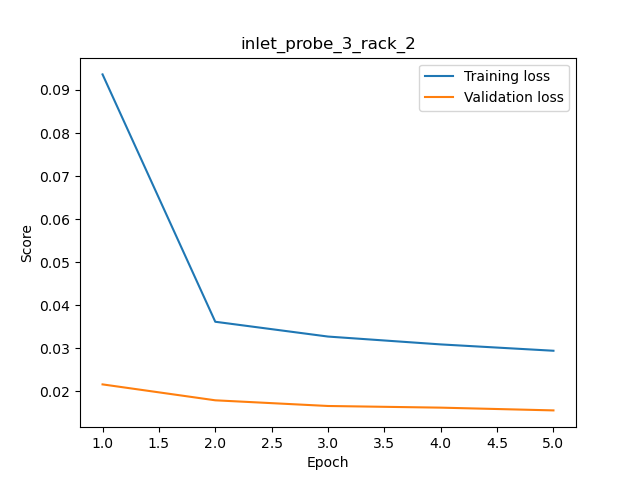 inlet_probe_3_rack_2
Training loss
Validation loss
Score
0.09
0.08
0.07
0.06
0.05
0.04
0.03
0.02
1.0 1.5 2.0 2.5 3.0 3.5 4.0 4.5 5.0
Epoch